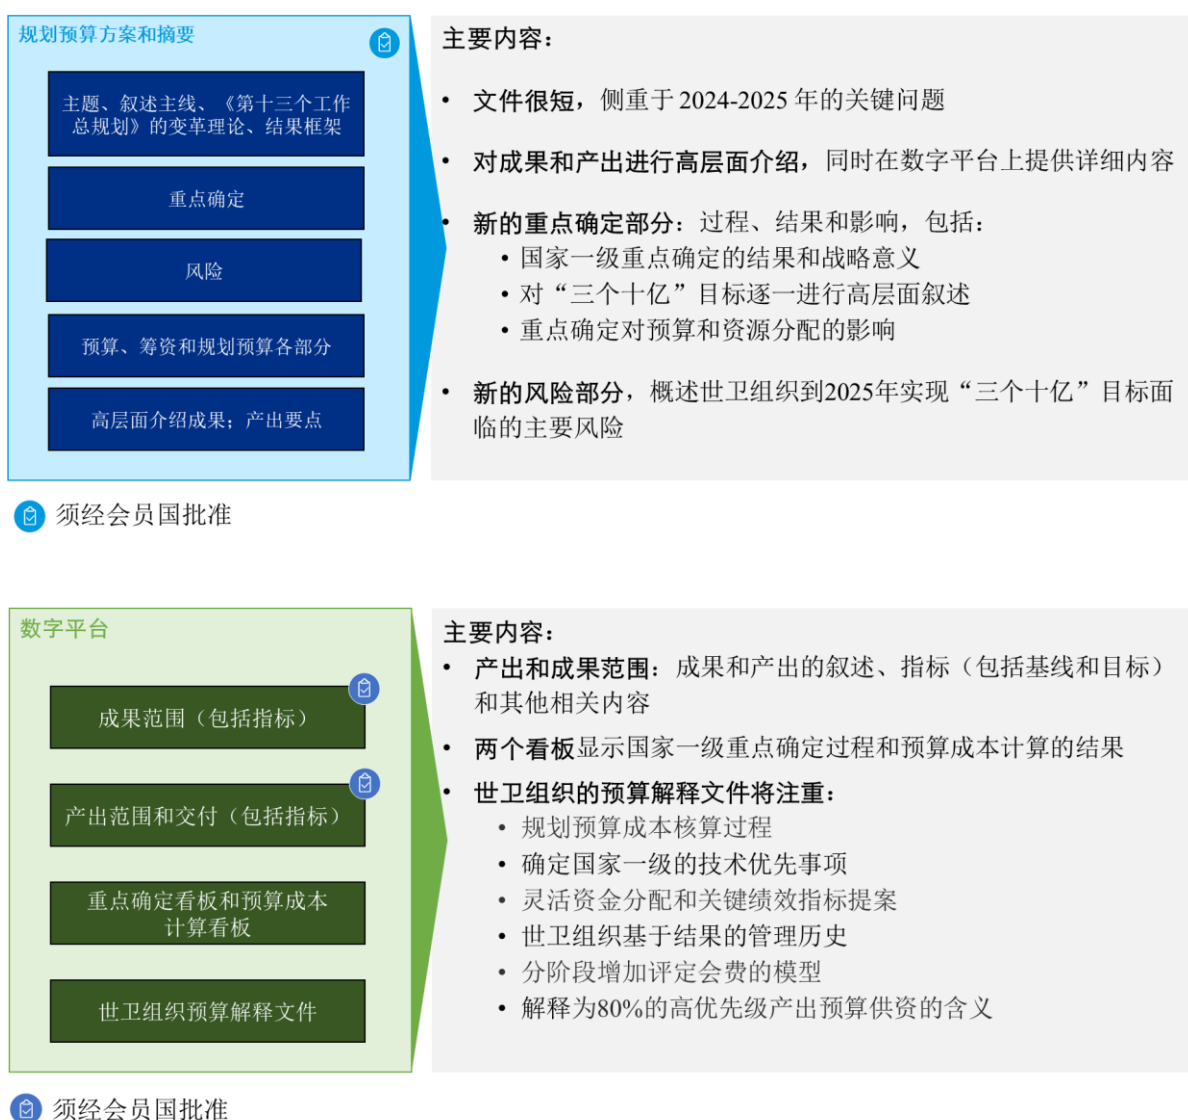 规划预算方案和摘要
主题、叙述主线、《第十三个工作
总规划》的变革理论、结果框架
重点确定
风险
预算、筹资和规划预算各部分
高层面介绍成果；产出要点
主要内容：
• 文件很短，侧重于 2024-2025 年的关键问题
• 对成果和产出进行高层面介绍，同时在数字平台上提供详细内容
• 新的重点确定部分：过程、结果和影响，包括：
• 国家一级重点确定的结果和战略意义
• 对“三个十亿”目标逐一进行高层面叙述
• 重点确定对预算和资源分配的影响
• 新的风险部分，概述世卫组织到2025年实现“三个十亿”目标面
临的主要风险
须经会员国批准
数字平台
成果范围（包括指标）
产出范围和交付（包括指标）
重点确定看板和预算成本
计算看板
世卫组织预算解释文件
主要内容：
• 产出和成果范围：成果和产出的叙述、指标（包括基线和目标）
和其他相关内容
• 两个看板显示国家一级重点确定过程和预算成本计算的结果
• 世卫组织的预算解释文件将注重：
• 规划预算成本核算过程
• 确定国家一级的技术优先事项
• 灵活资金分配和关键绩效指标提案
• 世卫组织基于结果的管理历史
• 分阶段增加评定会费的模型
• 解释为80%的高优先级产出预算供资的含义
须经会员国批准